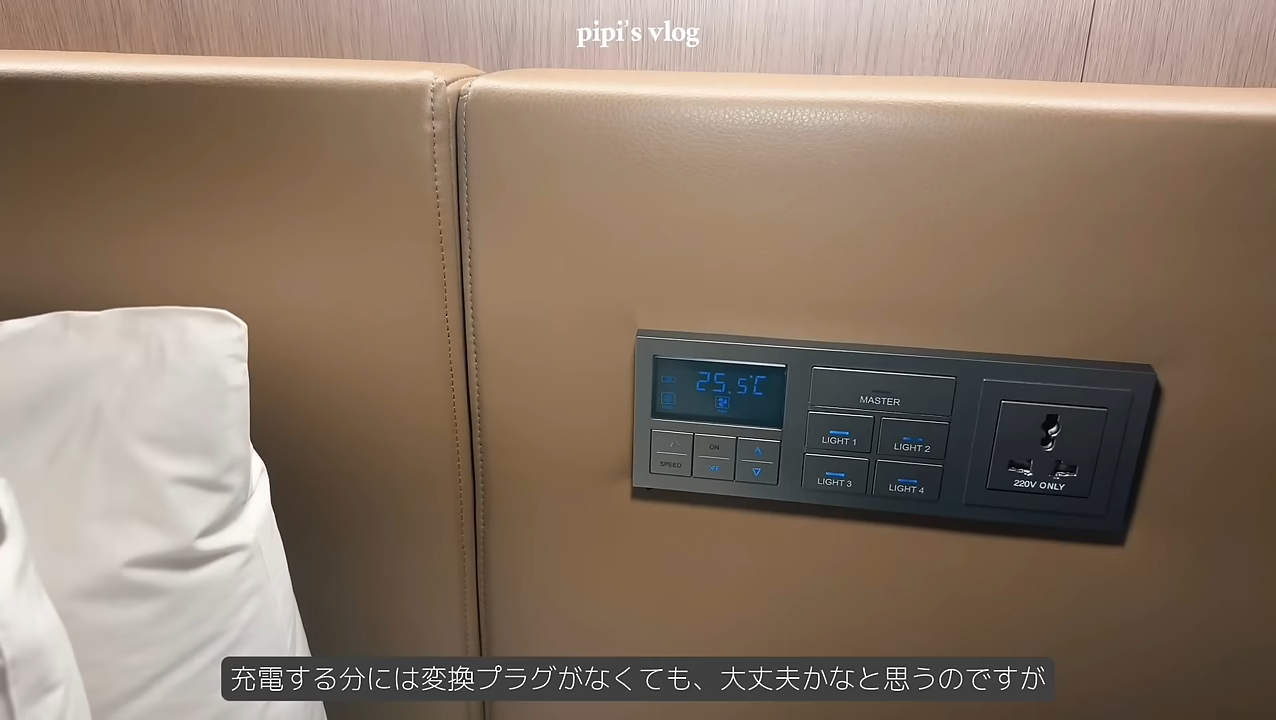 pipi's vlog
25.5℃
MASTER
LIGHT 1
LIGHT 2
LIGHT 3
LIGHT 4
SPEED
ON
OFF
220V ONLY
充電する分には変換プラグがなくても、大丈夫かなと思うのですが